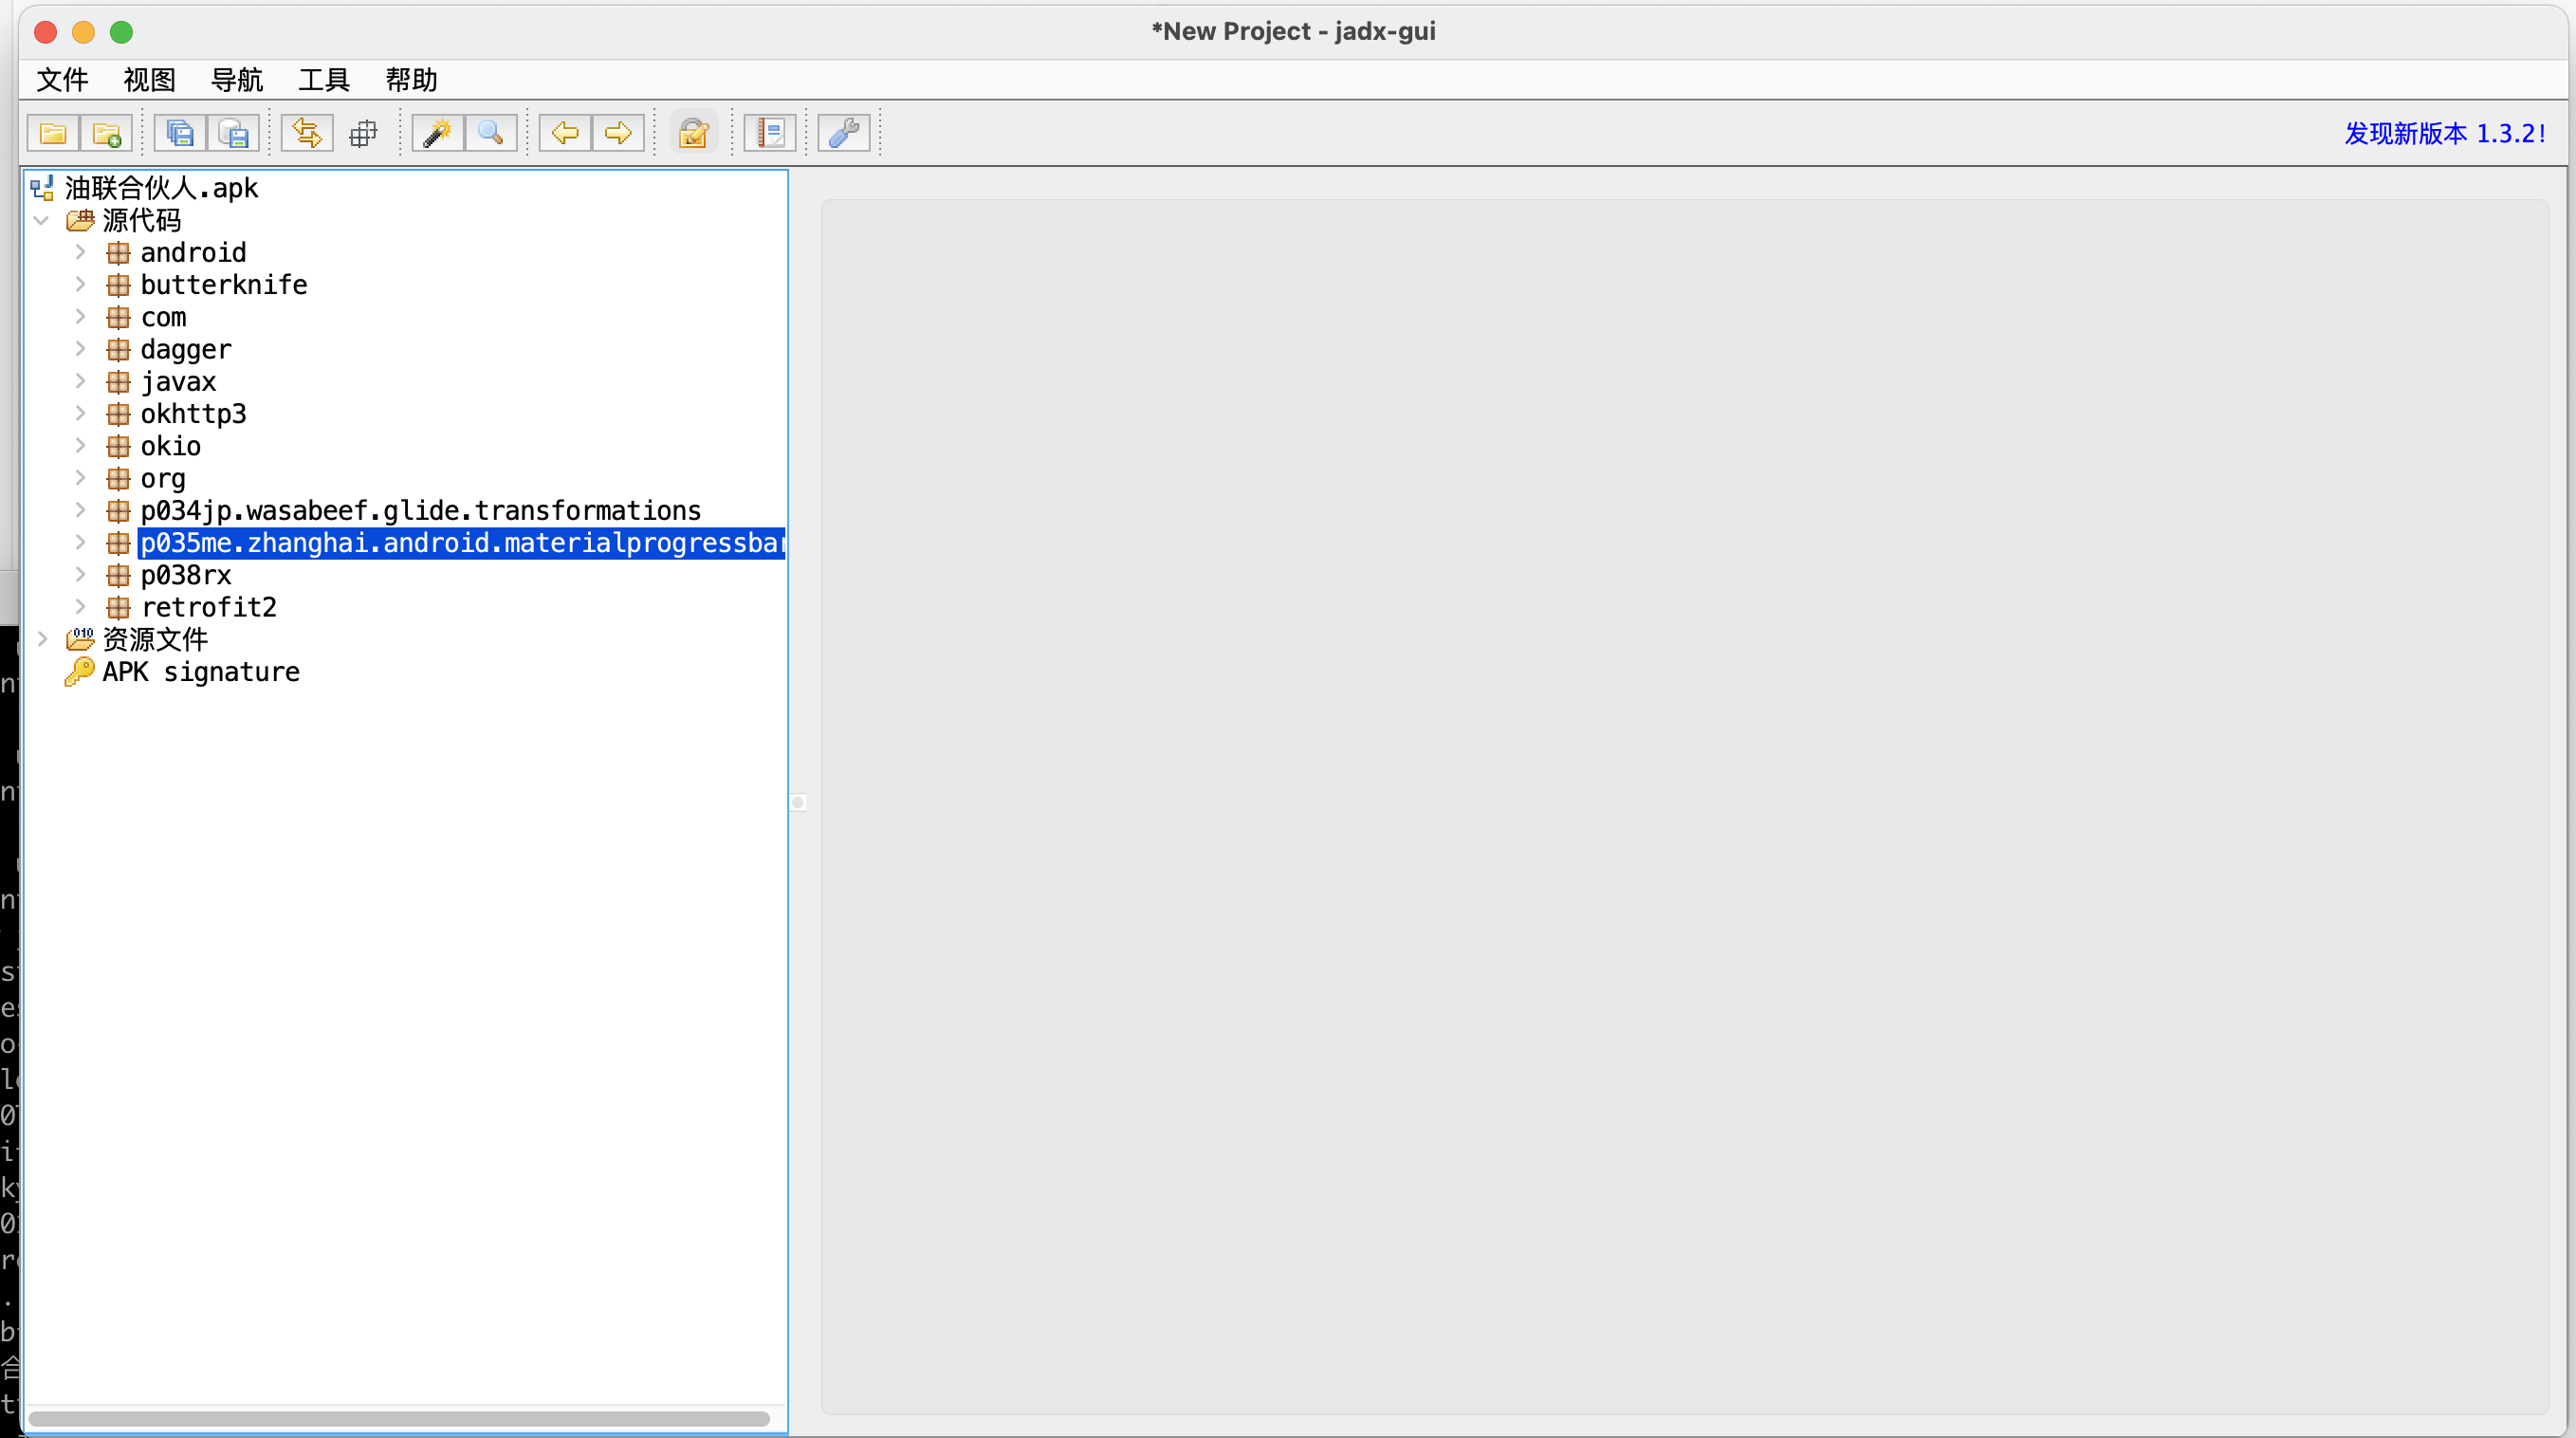 *New Project - jadx-gui
文件 视图 导航 工具 帮助
发现新版本 1.3.2!
油联合伙人.apk
源代码
android
butterknife
com
dagger
javax
okhttp3
okio
org
p034jp.wasabeef.glide.transformations
p035me.zhanghai.android.materialprogressbar
p038rx
retrofit2
资源文件
APK signature